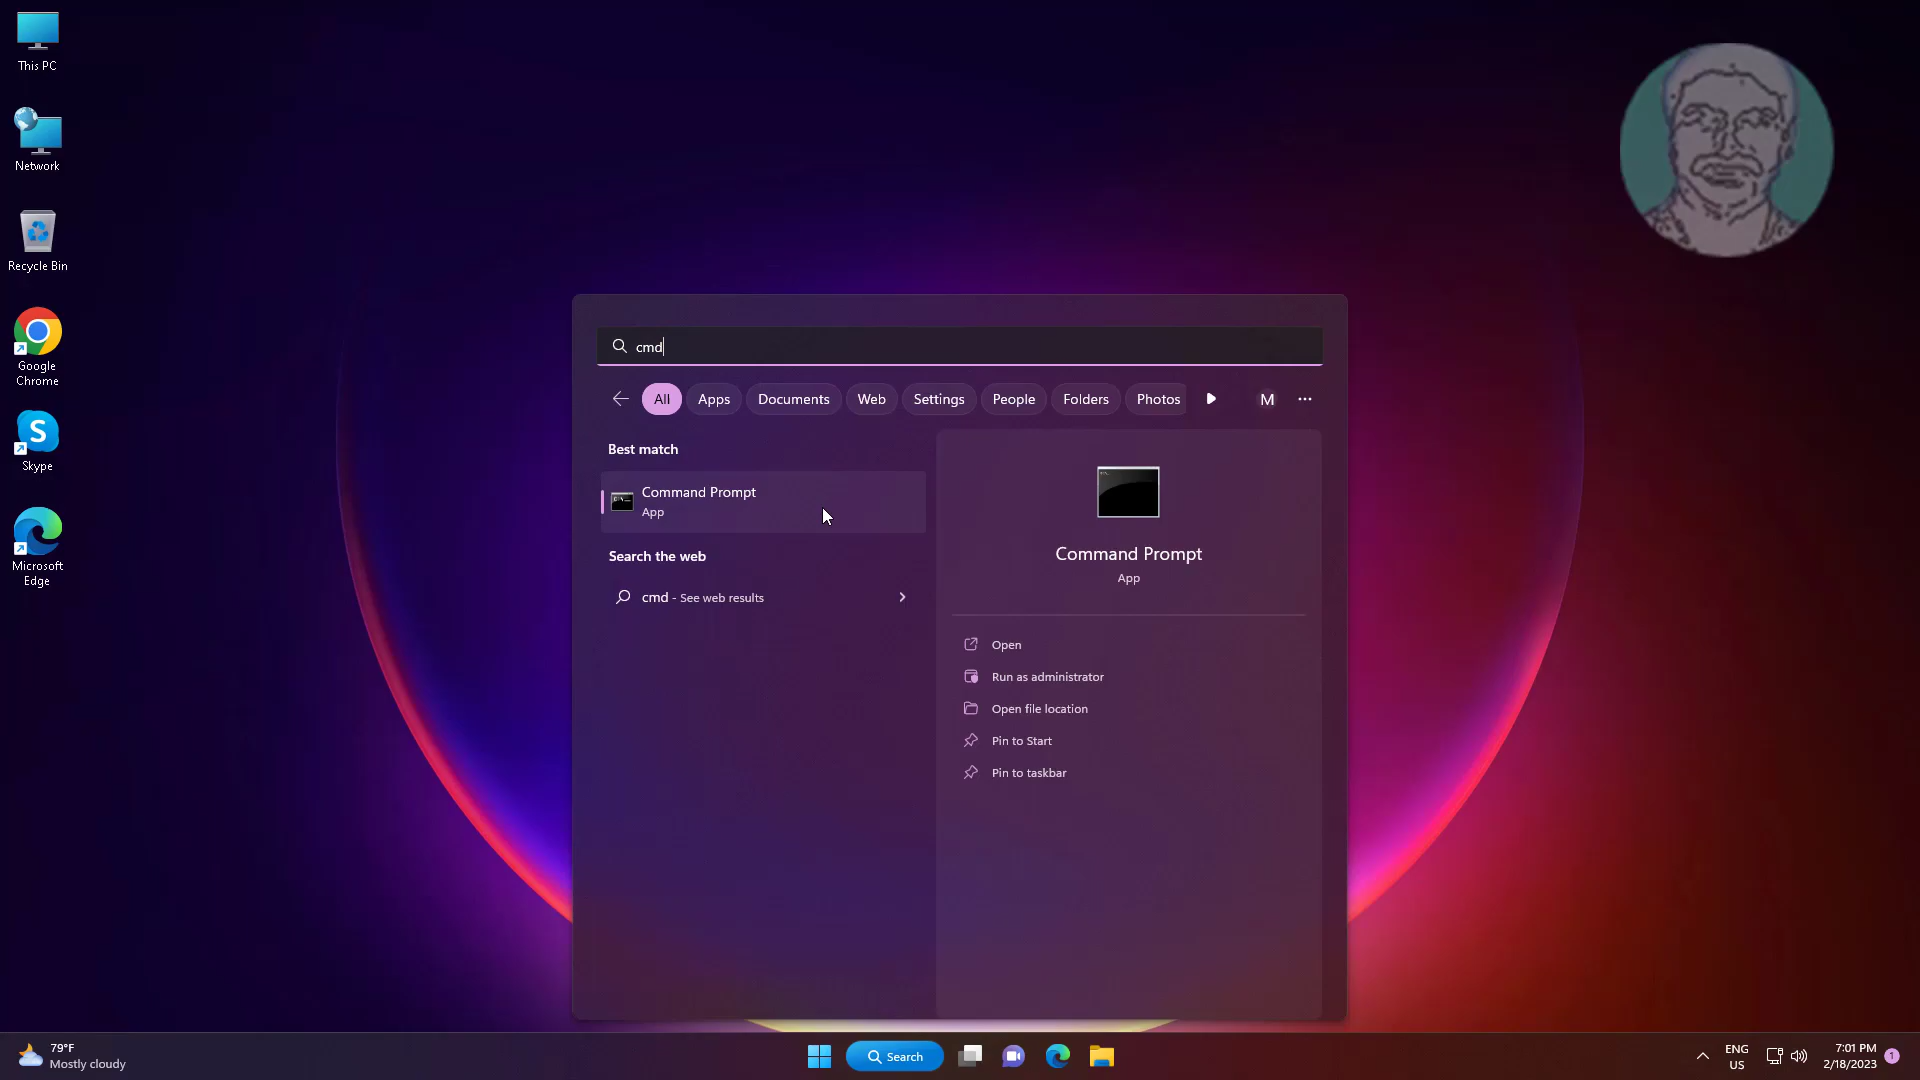 This PC
Network
Recycle Bin
Google
Chrome
S
Skype
Microsoft
Edge
cmd
All
Apps
Documents
Web
Settings
People
Folders
Photos
M
Best match
Command Prompt
App
Search the web
cmd - See web results
Command Prompt
App
Open
Run as administrator
Open file location
Pin to Start
Pin to taskbar
79°F
Mostly cloudy
Search
ENG
US
7:01 PM
2/18/2023
1